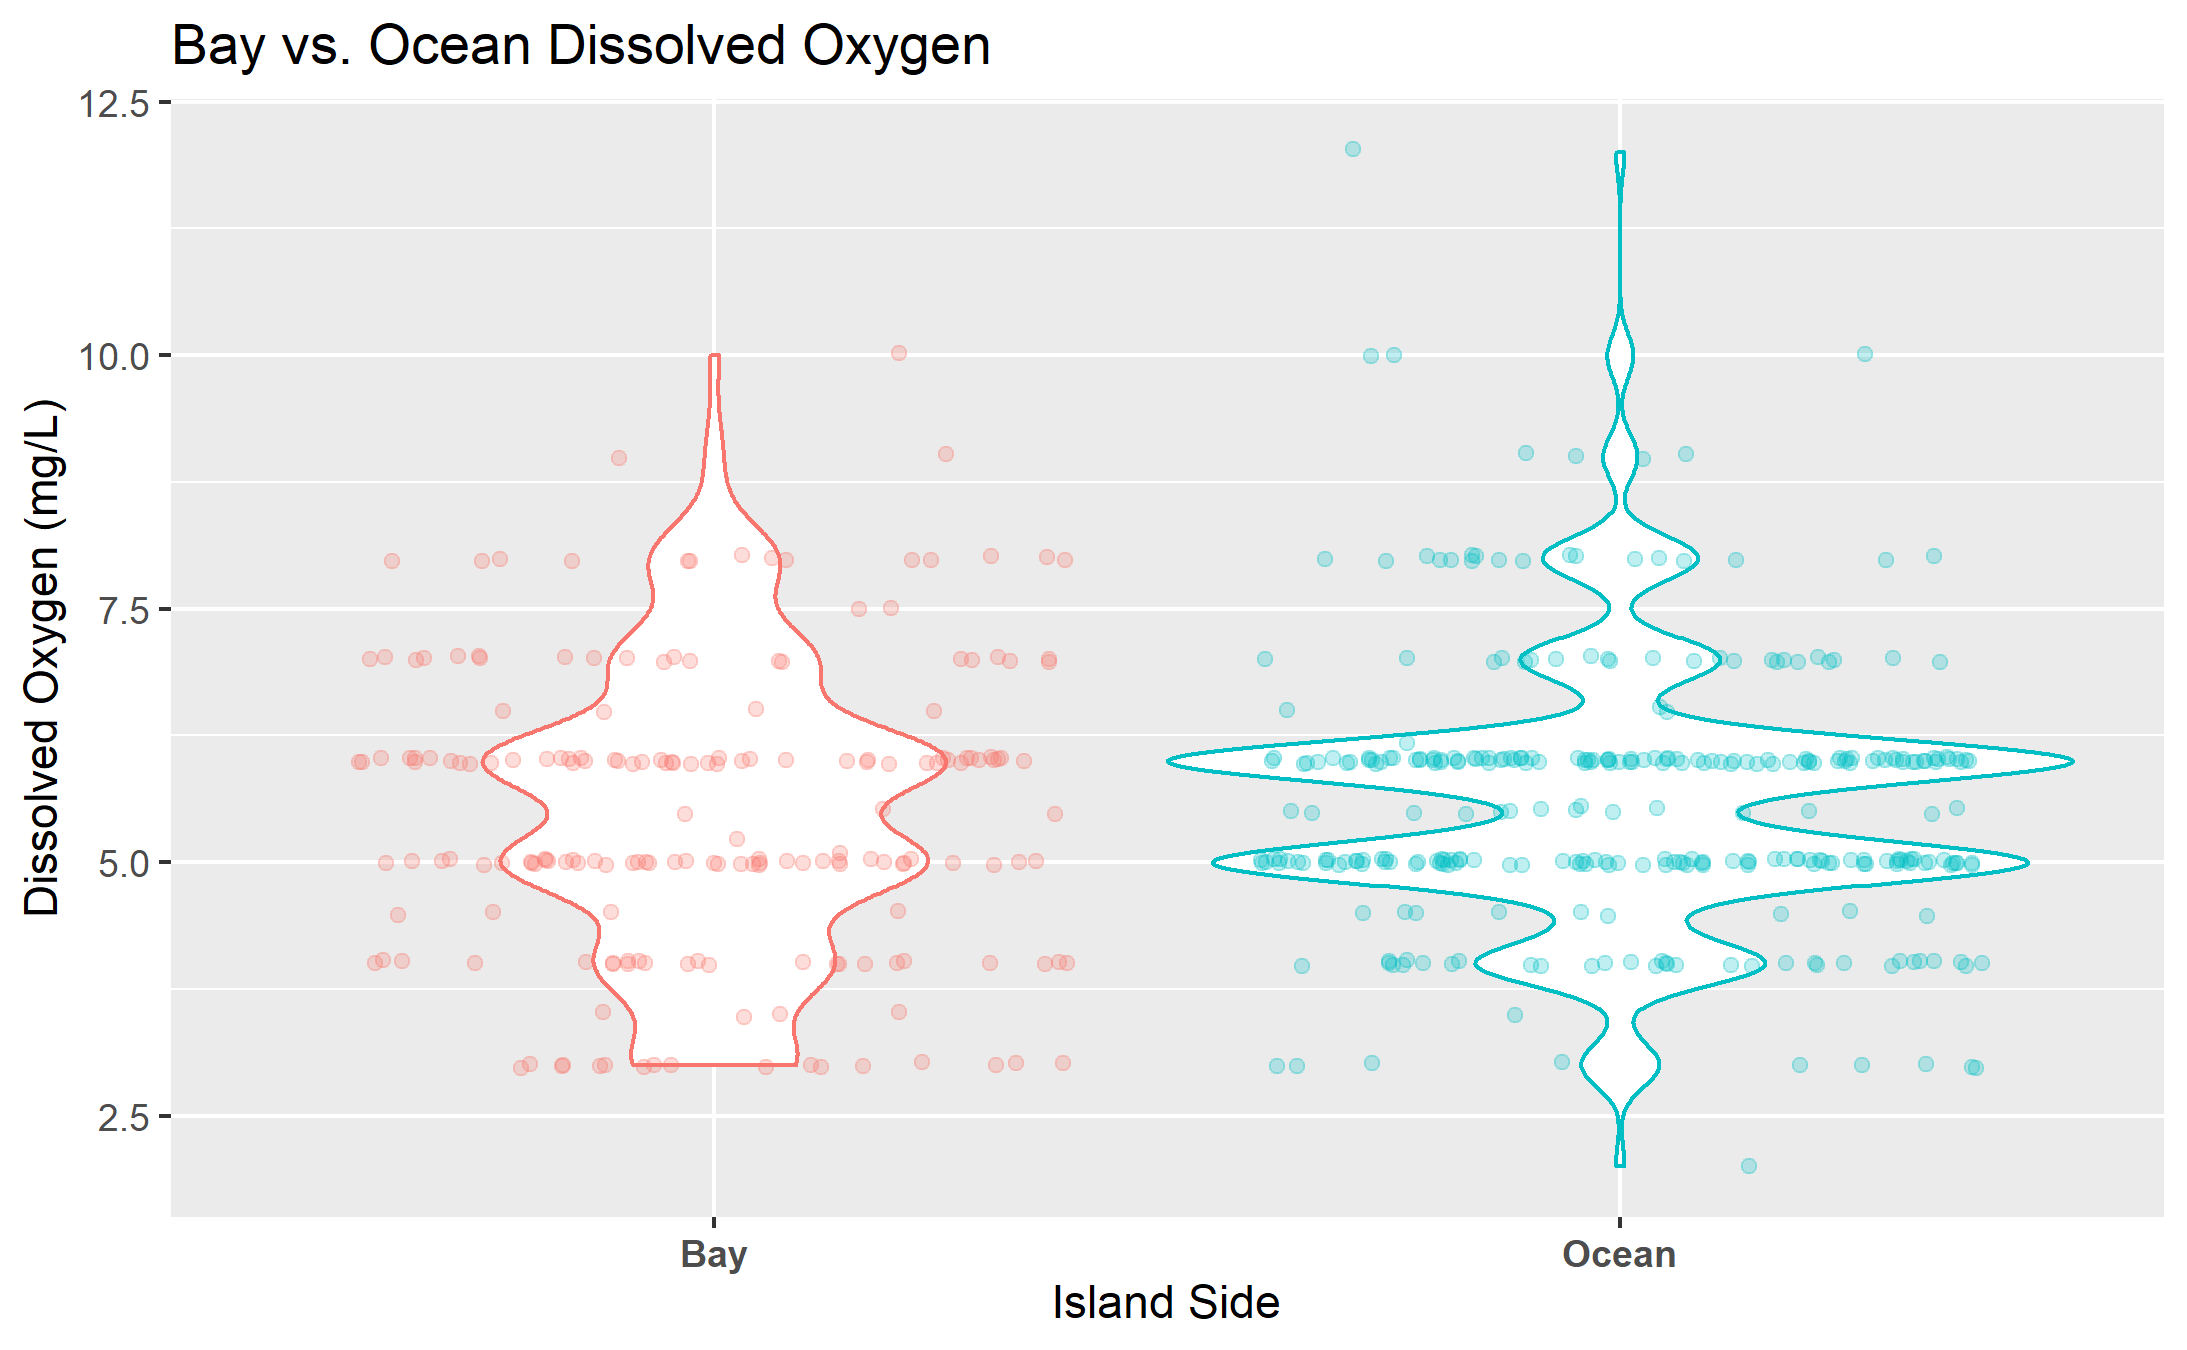 Bay vs. Ocean Dissolved Oxygen
Dissolved Oxygen (mg/L)
12.5
10.0
7.5
5.0
2.5
Bay
Ocean
Island Side